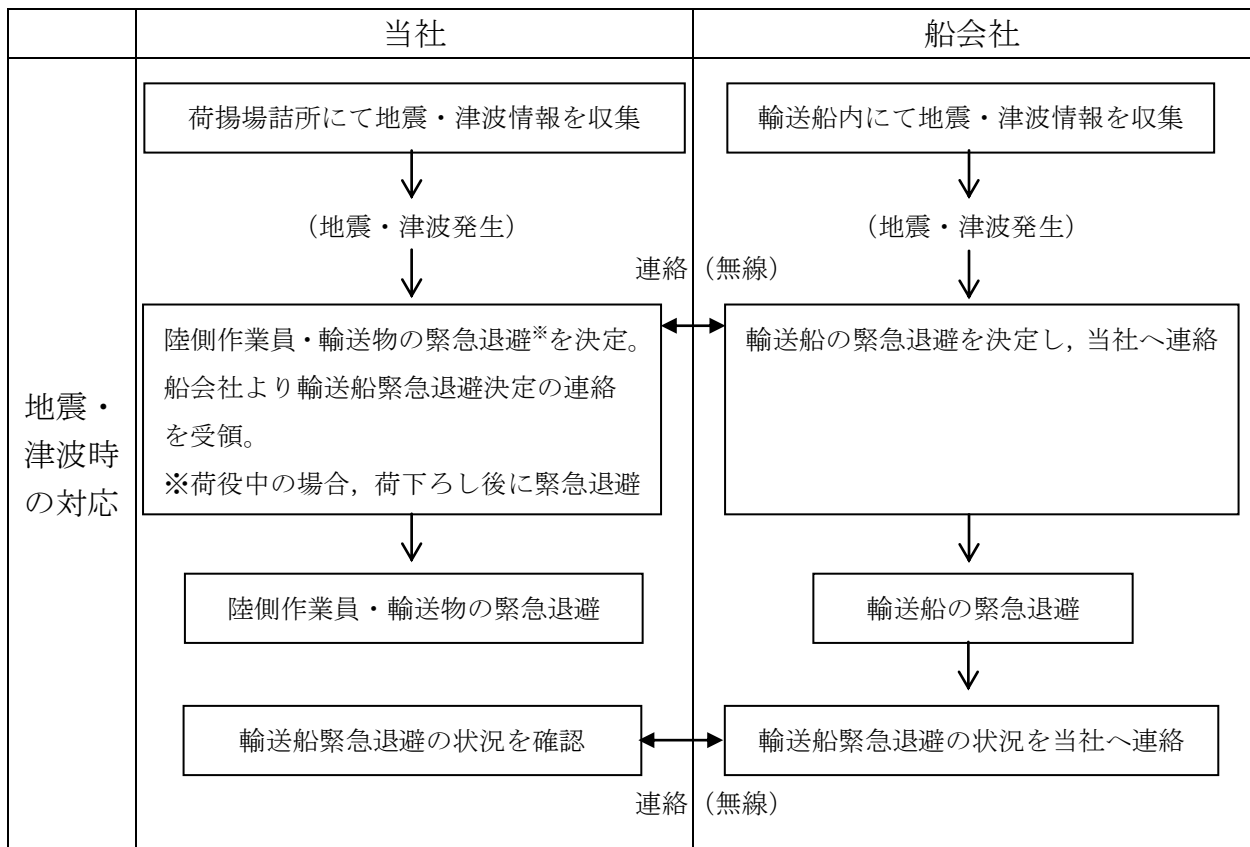 当社
船会社
地震・
津波時
の対応
荷揚場詰所にて地震・津波情報を収集
輸送船内にて地震・津波情報を収集
（地震・津波発生）
（地震・津波発生）
連絡（無線）
陸側作業員・輸送物の緊急退避※を決定。
船会社より輸送船緊急退避決定の連絡
を受領。
※荷役中の場合，荷下ろし後に緊急退避
輸送船の緊急退避を決定し，当社へ連絡
陸側作業員・輸送物の緊急退避
輸送船の緊急退避
輸送船緊急退避の状況を確認
輸送船緊急退避の状況を当社へ連絡
連絡（無線）